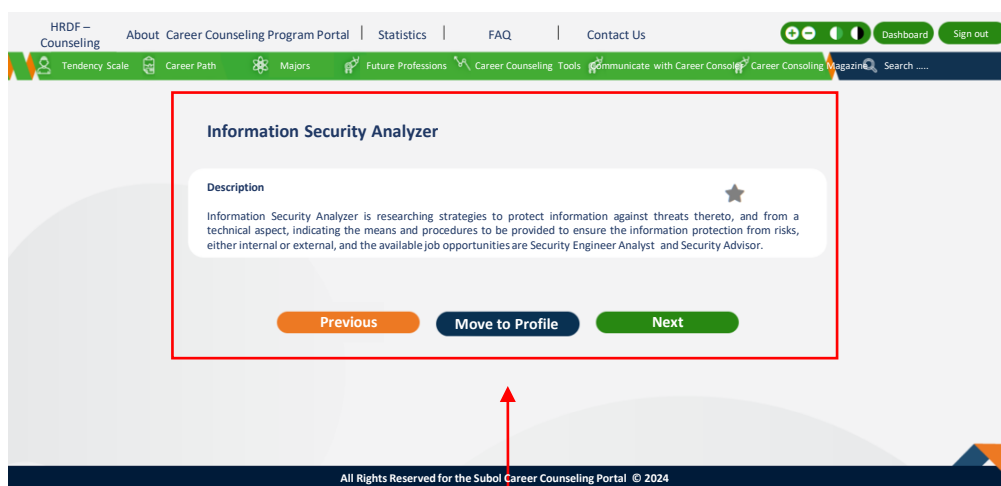 HRDF –
Counseling
About Career Counseling Program Portal | Statistics | FAQ | Contact Us
Dashboard
Sign out
Tendency Scale
Career Path
Majors
Future Professions
Career Counseling Tools
Communicate with Career Consoler
Career Consoling Magazine
Search .....
Information Security Analyzer
Description
Information Security Analyzer is researching strategies to protect information against threats thereto, and from a
technical aspect, indicating the means and procedures to be provided to ensure the information protection from risks,
either internal or external, and the available job opportunities are Security Engineer Analyst and Security Advisor.
Previous
Move to Profile
Next
All Rights Reserved for the Subol Career Counseling Portal © 2024